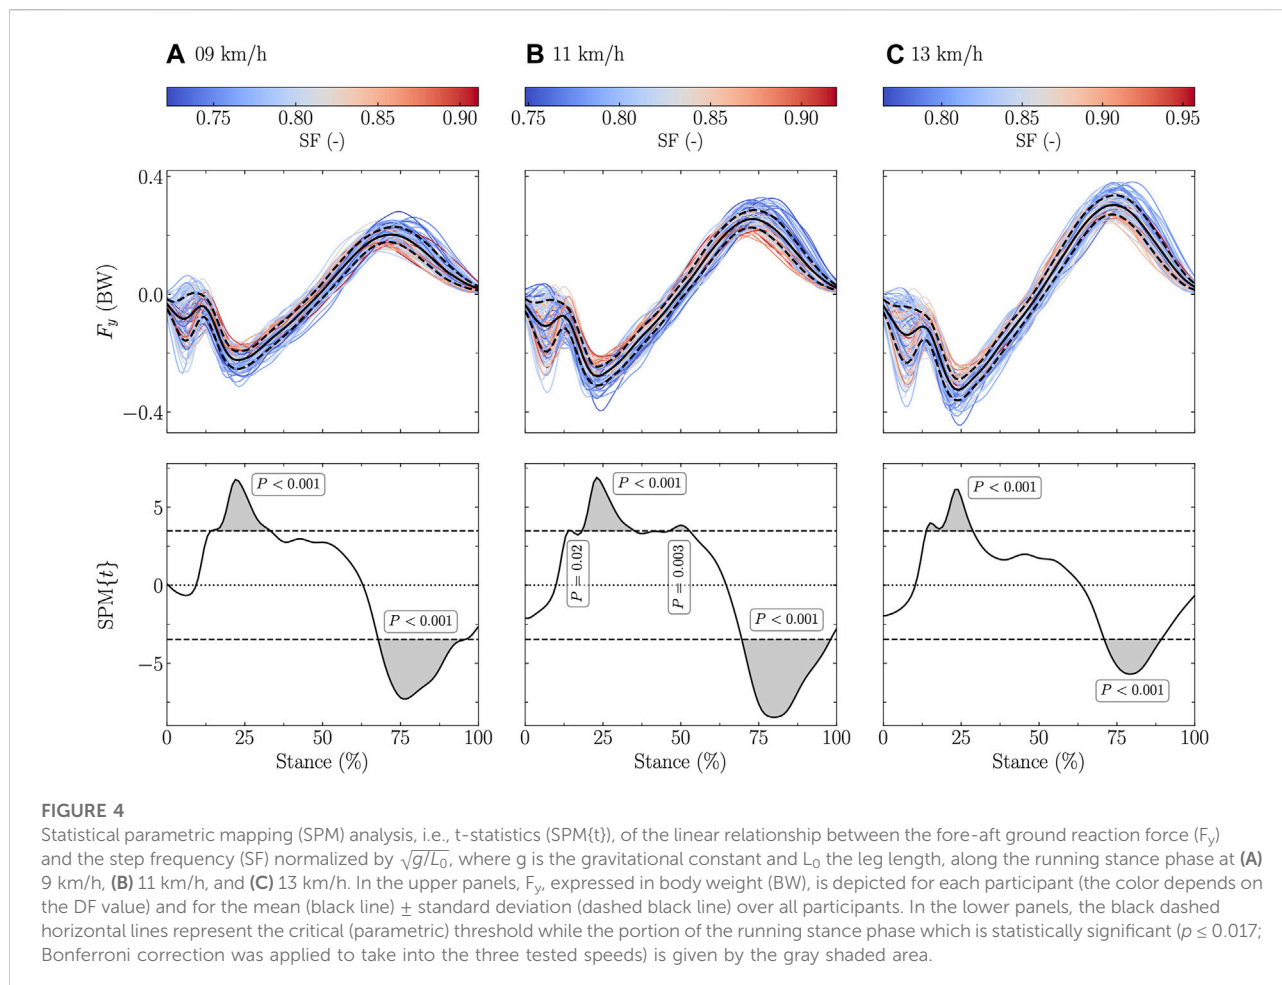 A 09 km/h
B 11 km/h
C 13 km/h
0.75 0.80 0.85 0.90
SF (-)
0.75 0.80 0.85 0.90
SF (-)
0.80 0.85 0.90 0.95
SF (-)
0.4
0.0
−0.4
F_y (BW)
P < 0.001
P < 0.001
P < 0.001
P = 0.02
P = 0.003
P < 0.001
P < 0.001
P < 0.001
5
0
−5
SPM{t}
0 25 50 75 100
Stance (%)
0 25 50 75 100
Stance (%)
0 25 50 75 100
Stance (%)
FIGURE 4
Statistical parametric mapping (SPM) analysis, i.e., t-statistics (SPM{t}), of the linear relationship between the fore-aft ground reaction force (Fy)
and the step frequency (SF) normalized by √g/L0, where g is the gravitational constant and L0 the leg length, along the running stance phase at (A)
9 km/h, (B) 11 km/h, and (C) 13 km/h. In the upper panels, Fy, expressed in body weight (BW), is depicted for each participant (the color depends on
the DF value) and for the mean (black line) ± standard deviation (dashed black line) over all participants. In the lower panels, the black dashed
horizontal lines represent the critical (parametric) threshold while the portion of the running stance phase which is statistically significant (p ≤ 0.017;
Bonferroni correction was applied to take into the three tested speeds) is given by the gray shaded area.